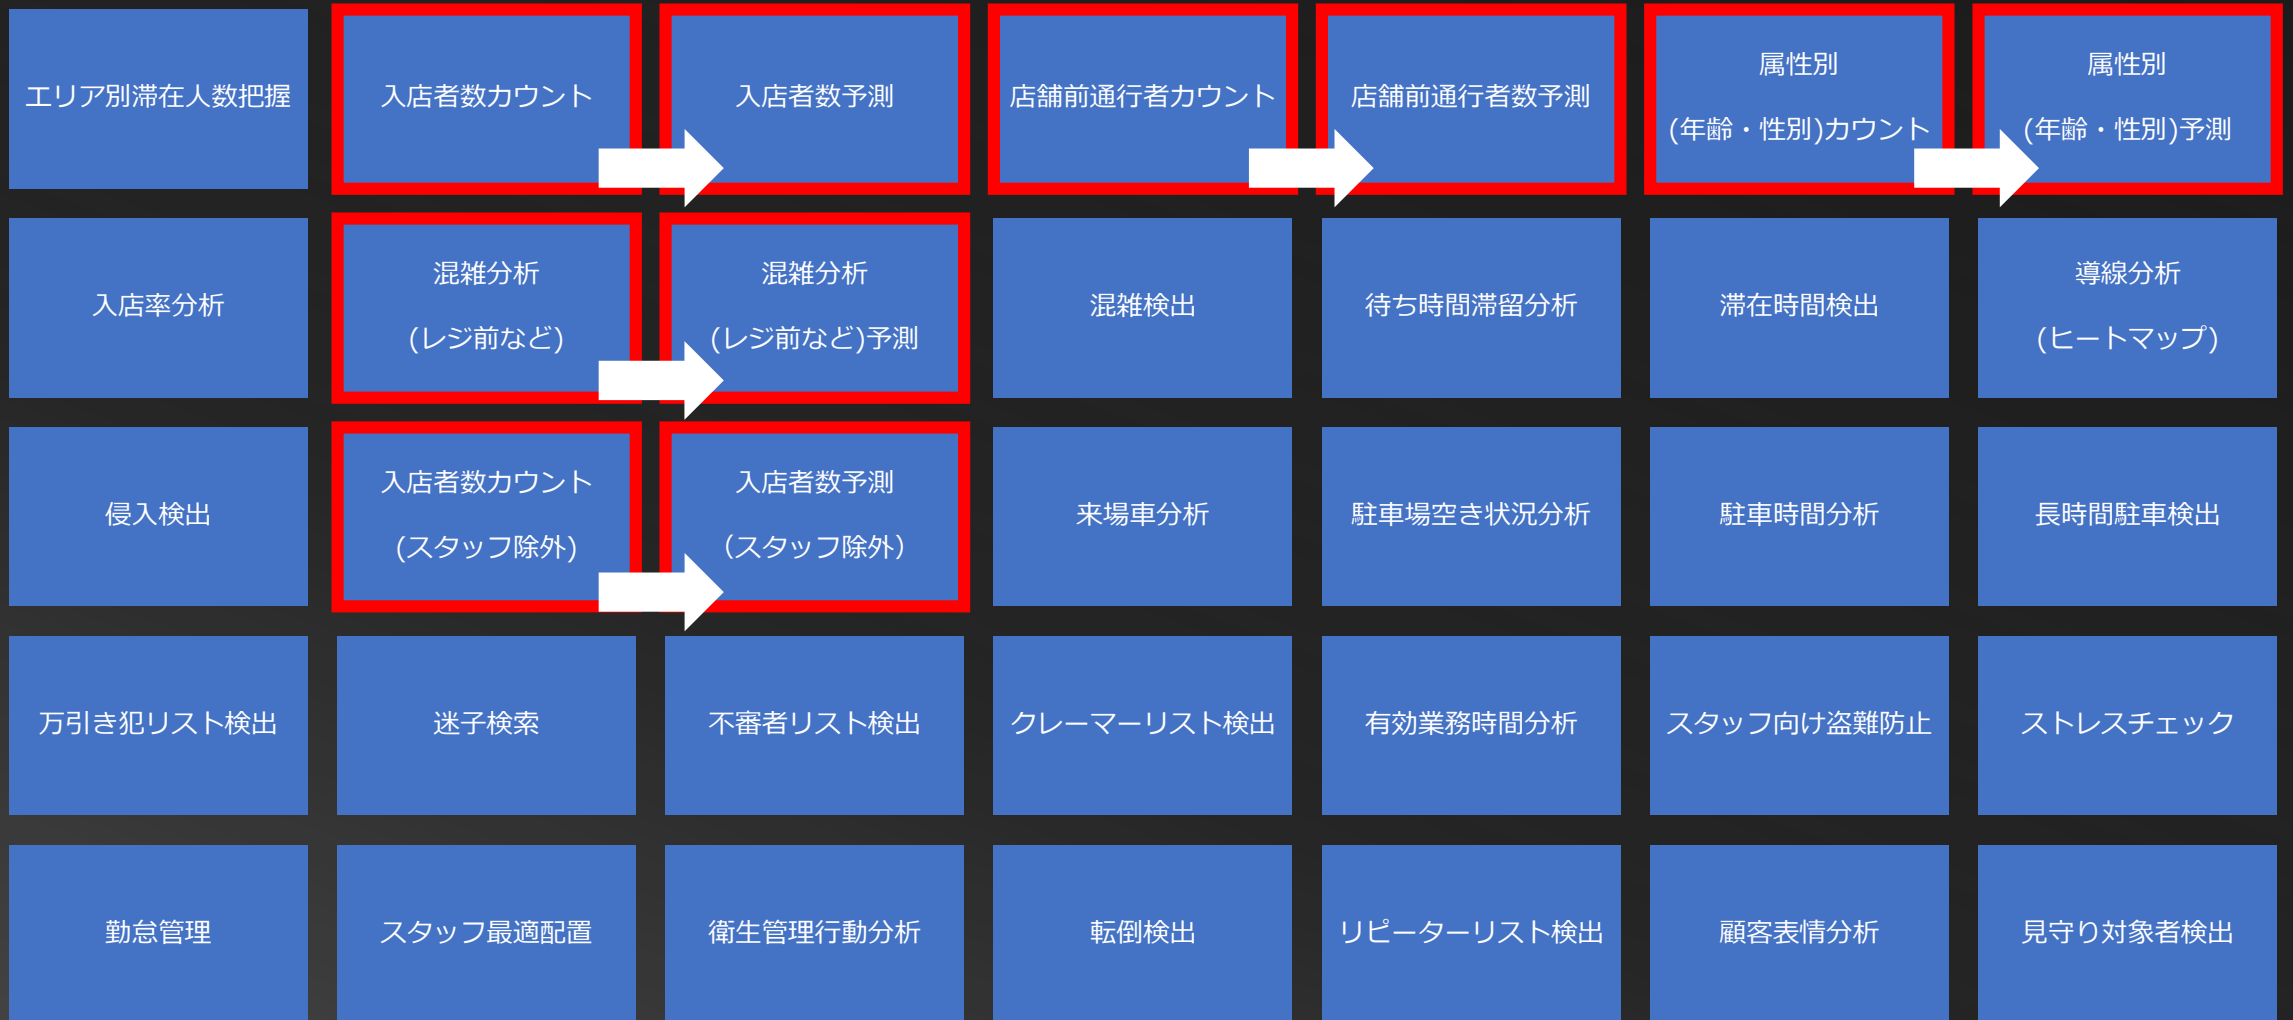 エリア別滞在人数把握
入店者数カウント
入店者数予測
店舗前通行者カウント
店舗前通行者数予測
属性別
(年齢・性別)カウント
属性別
(年齢・性別)予測
入店率分析
混雑分析
(レジ前など)
混雑分析
(レジ前など)予測
混雑検出
待ち時間滞留分析
滞在時間検出
導線分析
(ヒートマップ)
侵入検出
入店者数カウント
(スタッフ除外)
入店者数予測
（スタッフ除外）
来場車分析
駐車場空き状況分析
駐車時間分析
長時間駐車検出
万引き犯リスト検出
迷子検索
不審者リスト検出
クレーマーリスト検出
有効業務時間分析
スタッフ向け盗難防止
ストレスチェック
勤怠管理
スタッフ最適配置
衛生管理行動分析
転倒検出
リピーターリスト検出
顧客表情分析
見守り対象者検出